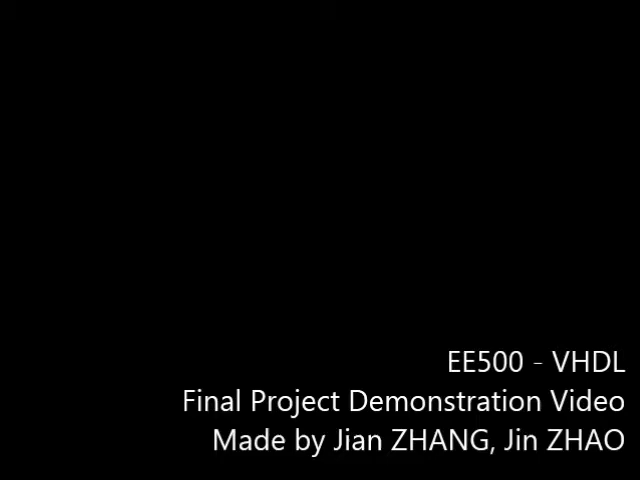 EE500 - VHDL
Final Project Demonstration Video
Made by Jian ZHANG, Jin ZHAO